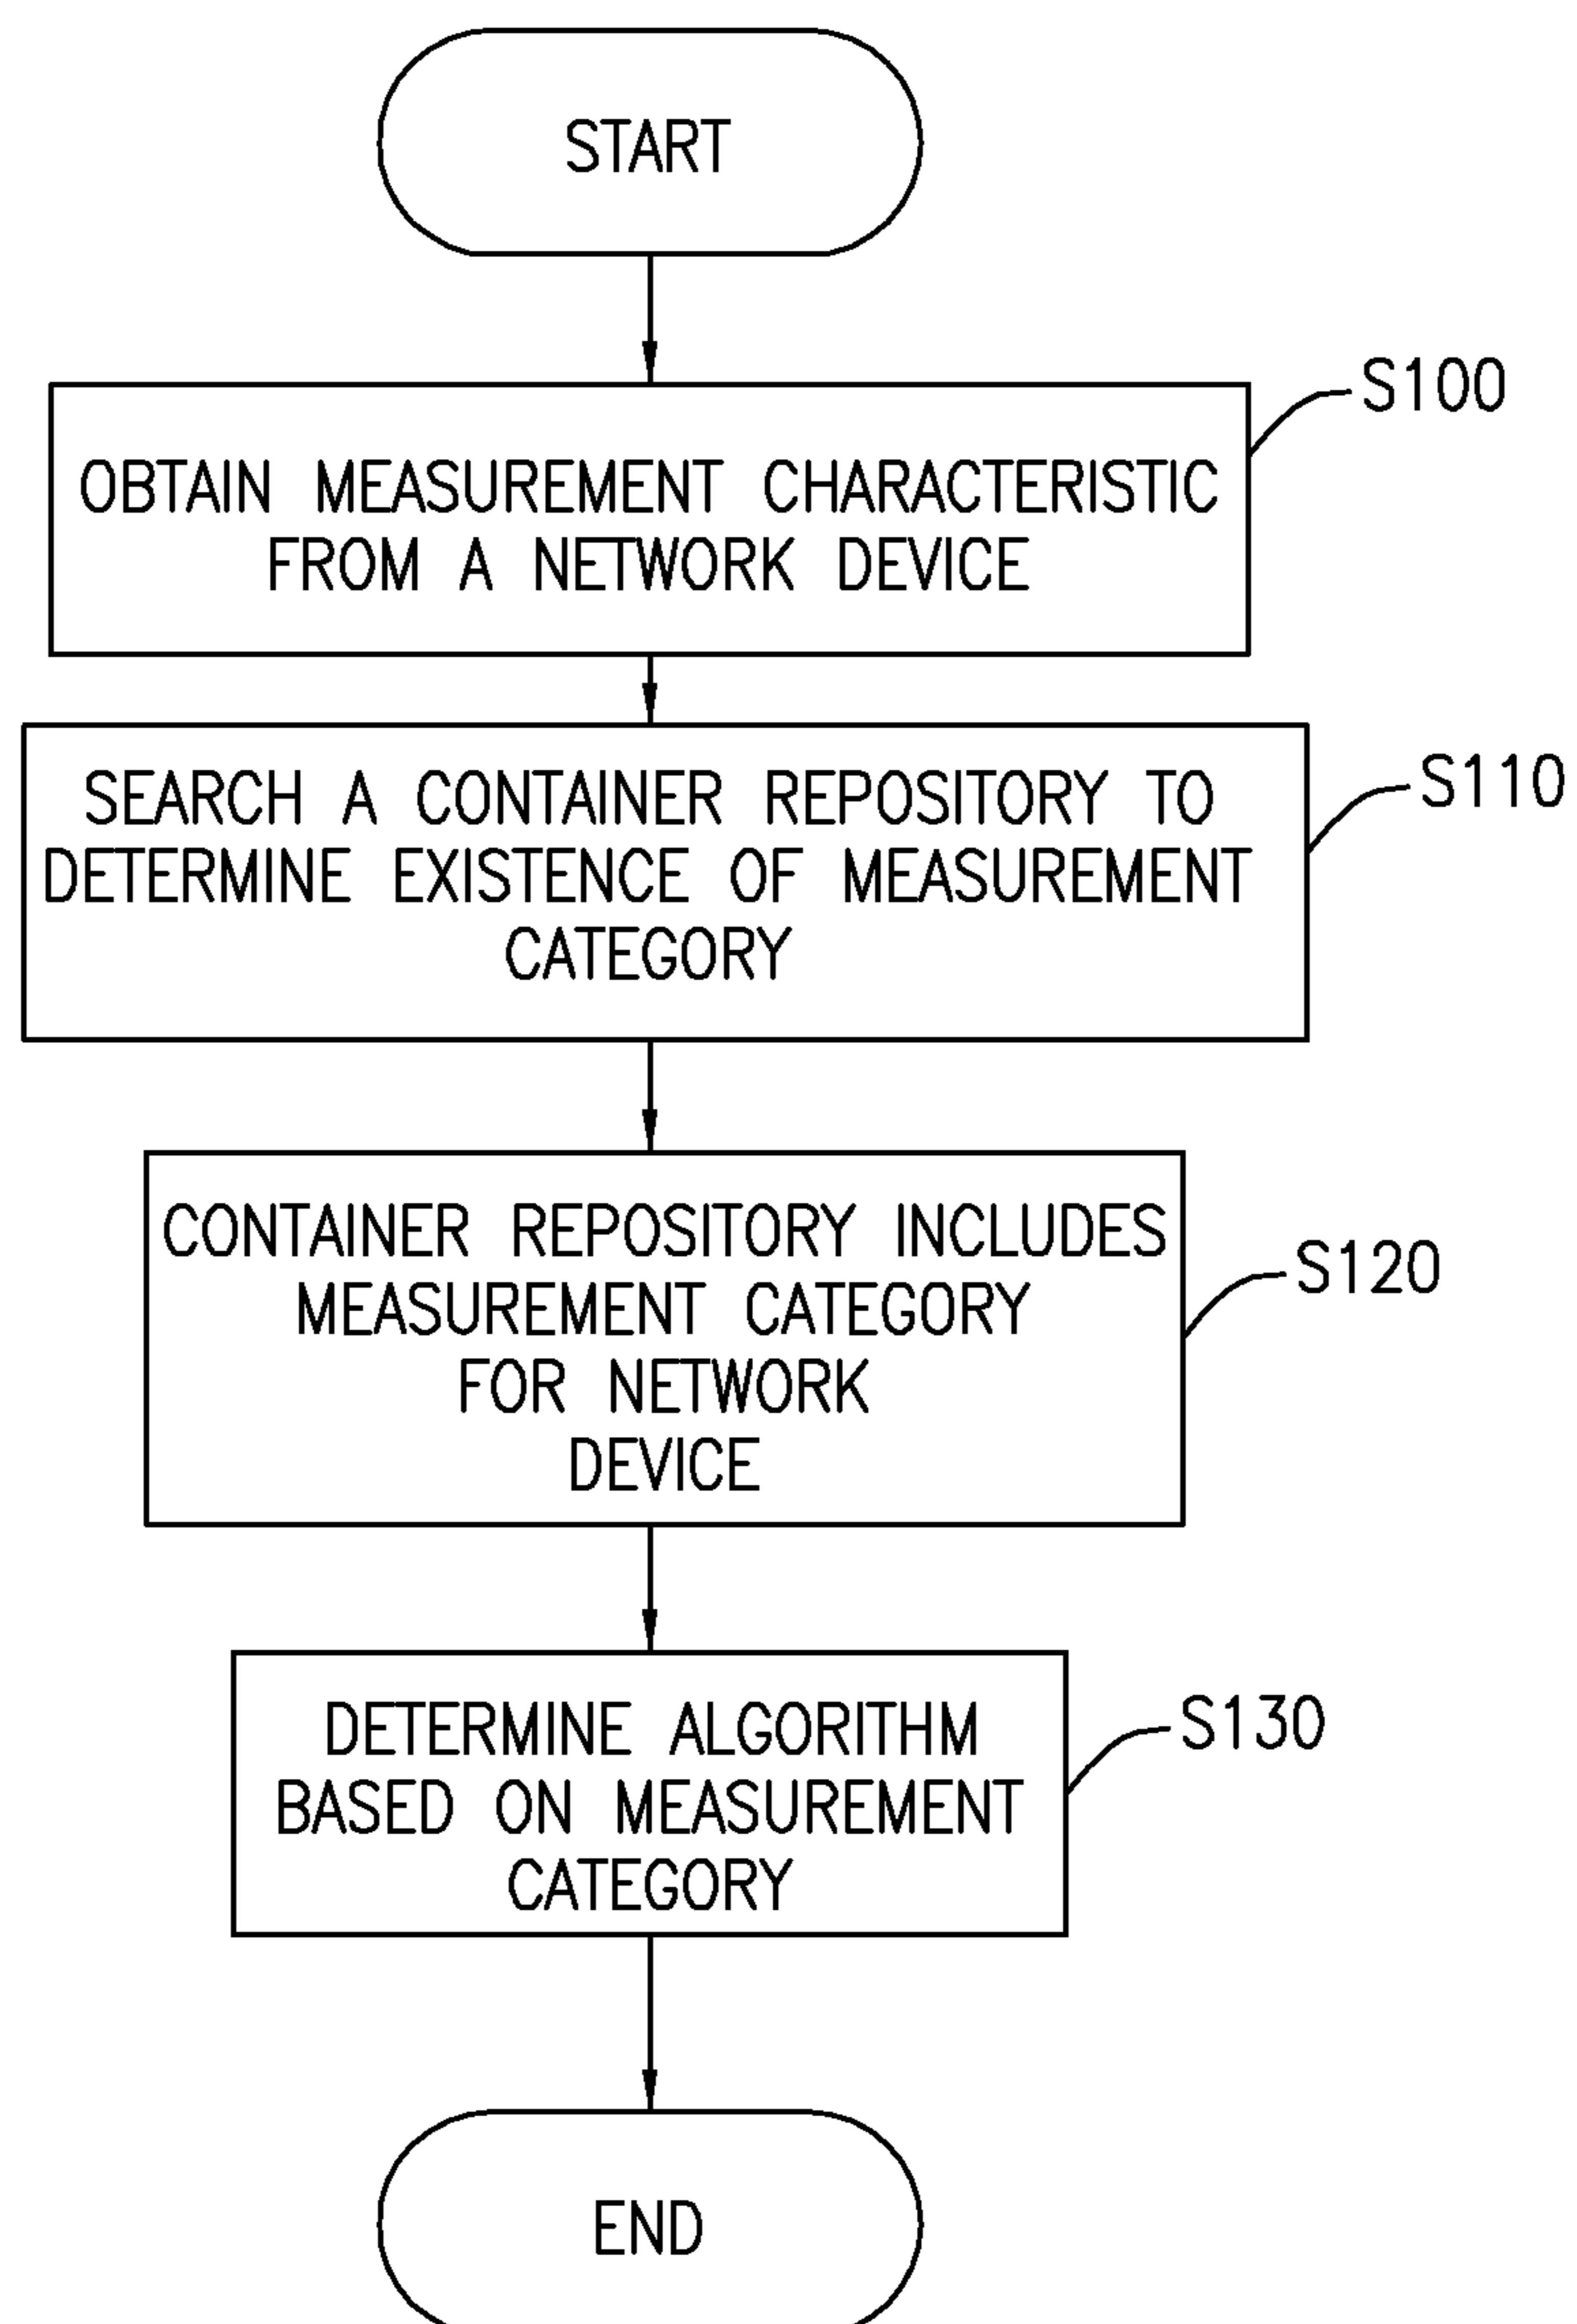 START
S100
OBTAIN MEASUREMENT CHARACTERISTIC
FROM A NETWORK DEVICE
S110
SEARCH A CONTAINER REPOSITORY TO
DETERMINE EXISTENCE OF MEASUREMENT
CATEGORY
S120
CONTAINER REPOSITORY INCLUDES
MEASUREMENT CATEGORY
FOR NETWORK
DEVICE
S130
DETERMINE ALGORITHM
BASED ON MEASUREMENT
CATEGORY
END